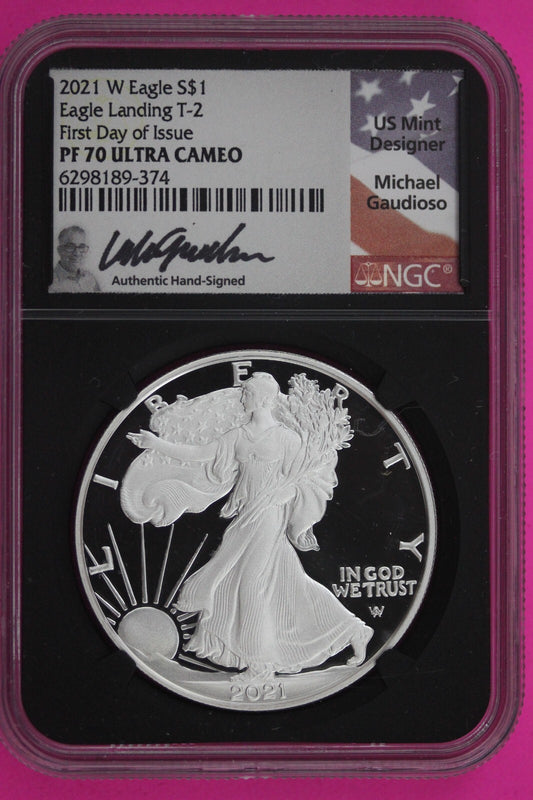 2021 W Eagle S$1
Eagle Landing T-2
First Day of Issue
PF 70 ULTRA CAMEO
6298189-374
Authentic Hand-Signed
US Mint
Designer
Michael
Gaudioso
NGC®
LIBERTY
IN GOD
WE TRUST
2021